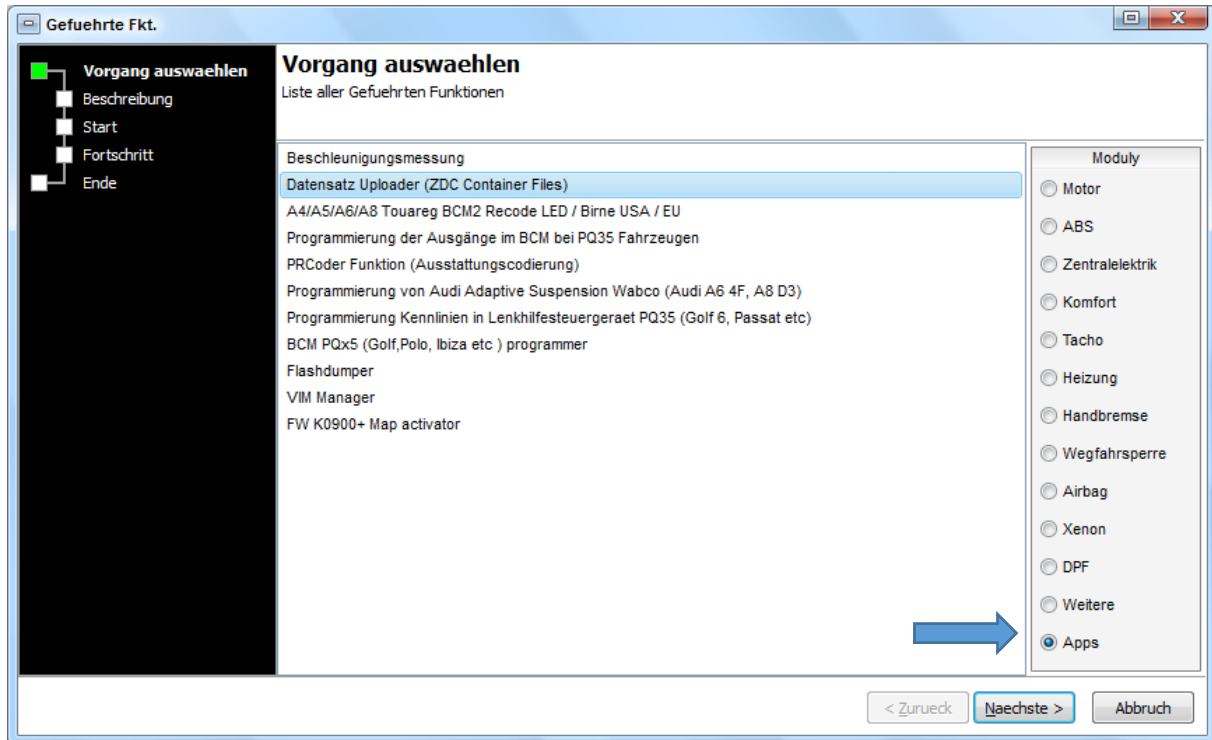 Gefuehrte Fkt.
Vorgang auswaehlen
Beschreibung
Start
Fortschritt
Ende
Vorgang auswaehlen
Liste aller Gefuehrten Funktionen
Beschleunigungsmessung
Datensatz Uploader (ZDC Container Files)
A4/A5/A6/A8 Touareg BCM2 Recode LED / Birne USA / EU
Programmierung der Ausgänge im BCM bei PQ35 Fahrzeugen
PRCoder Funktion (Ausstattungscodierung)
Programmierung von Audi Adaptive Suspension Wabco (Audi A6 4F, A8 D3)
Programmierung Kennlinien in Lenkhilfesteuergeraet PQ35 (Golf 6, Passat etc)
BCM PQx5 (Golf,Polo, Ibiza etc ) programmer
Flashdumper
VIM Manager
FW K0900+ Map activator
Moduly
Motor
ABS
Zentralelektrik
Komfort
Tacho
Heizung
Handbremse
Wegfahrsperre
Airbag
Xenon
DPF
Weitere
Apps
< Zurueck
Naechste >
Abbruch